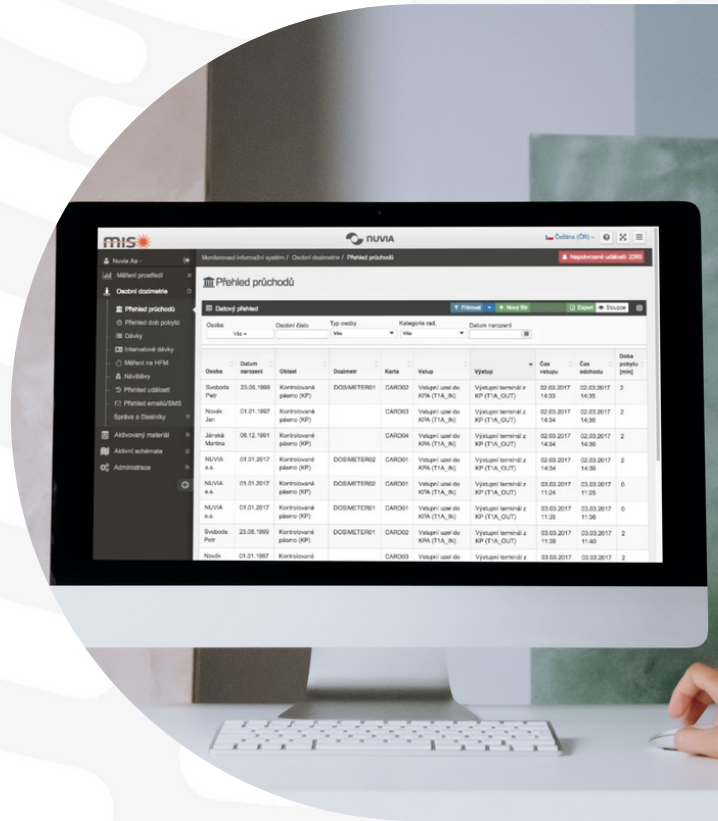 mis
NUVIA
Čeština (ČR)
Nuvia As
Monitorovací informační systém / Osobní dozimetrie / Přehled průchodů
Nepotvrzené události 2265
Měření prostředí
Osobní dozimetrie
Přehled průchodů
Přehled dob pobytů
Dávky
Intervalové dávky
Měření na HFM
Návštěvy
Přehled událostí
Přehled emailů/SMS
Správa a číselníky
Aktivovaný materiál
Aktivní schémata
Administrace
Přehled průchodů
Datový přehled
Filtrovat
Nový filtr
Export
Sloupce
Osoba
Osobní číslo
Typ osoby
Kategorie rad.
Datum narození
Vše
Vše
Vše
Osoba Datum narození Oblast Dozimetr Karta Vstup Výstup Čas vstupu Čas odchodu Doba pobytu [min]
Svoboda Petr Kontrolované pásmo (KP) DOSIMETER01 CARD02 Vstupní uzel do KPA (T1A_IN) Výstupní terminál z KP (T1A_OUT) 02.03.2017 14:33 02.03.2017 14:35 2
Novák Jan 01.01.1967 Kontrolované pásmo (KP) CARD03 Vstupní uzel do KPA (T1A_IN) Výstupní terminál z KP (T1A_OUT) 02.03.2017 14:34 02.03.2017 14:36 2
Jánská Martina 06.12.1991 Kontrolované pásmo (KP) CARD04 Vstupní uzel do KPA (T1A_IN) Výstupní terminál z KP (T1A_OUT) 02.03.2017 14:34 02.03.2017 14:36 2
NUVIA a.s. 01.01.2017 Kontrolované pásmo (KP) DOSIMETER02 CARD01 Vstupní uzel do KPA (T1A_IN) Výstupní terminál z KP (T1A_OUT) 02.03.2017 14:34 02.03.2017 14:36 2
NUVIA a.s. 01.01.2017 Kontrolované pásmo (KP) DOSIMETER02 CARD01 Vstupní uzel do KPA (T1A_IN) Výstupní terminál z KP (T1A_OUT) 03.03.2017 11:24 03.03.2017 11:25 0
NUVIA a.s. 01.01.2017 Kontrolované pásmo (KP) DOSIMETER01 CARD01 Vstupní uzel do KPA (T1A_IN) Výstupní terminál z KP (T1A_OUT) 03.03.2017 11:35 03.03.2017 11:36 0
Svoboda Petr Kontrolované pásmo (KP) DOSIMETER01 CARD02 Vstupní uzel do KPA (T1A_IN) Výstupní terminál z KP (T1A_OUT) 03.03.2017 11:38 03.03.2017 11:40 2
Novák 01.01.1967 Kontrolované CARD03 Vstupní uzel do Výstupní terminál z 03.03.2017 03.03.2017 2